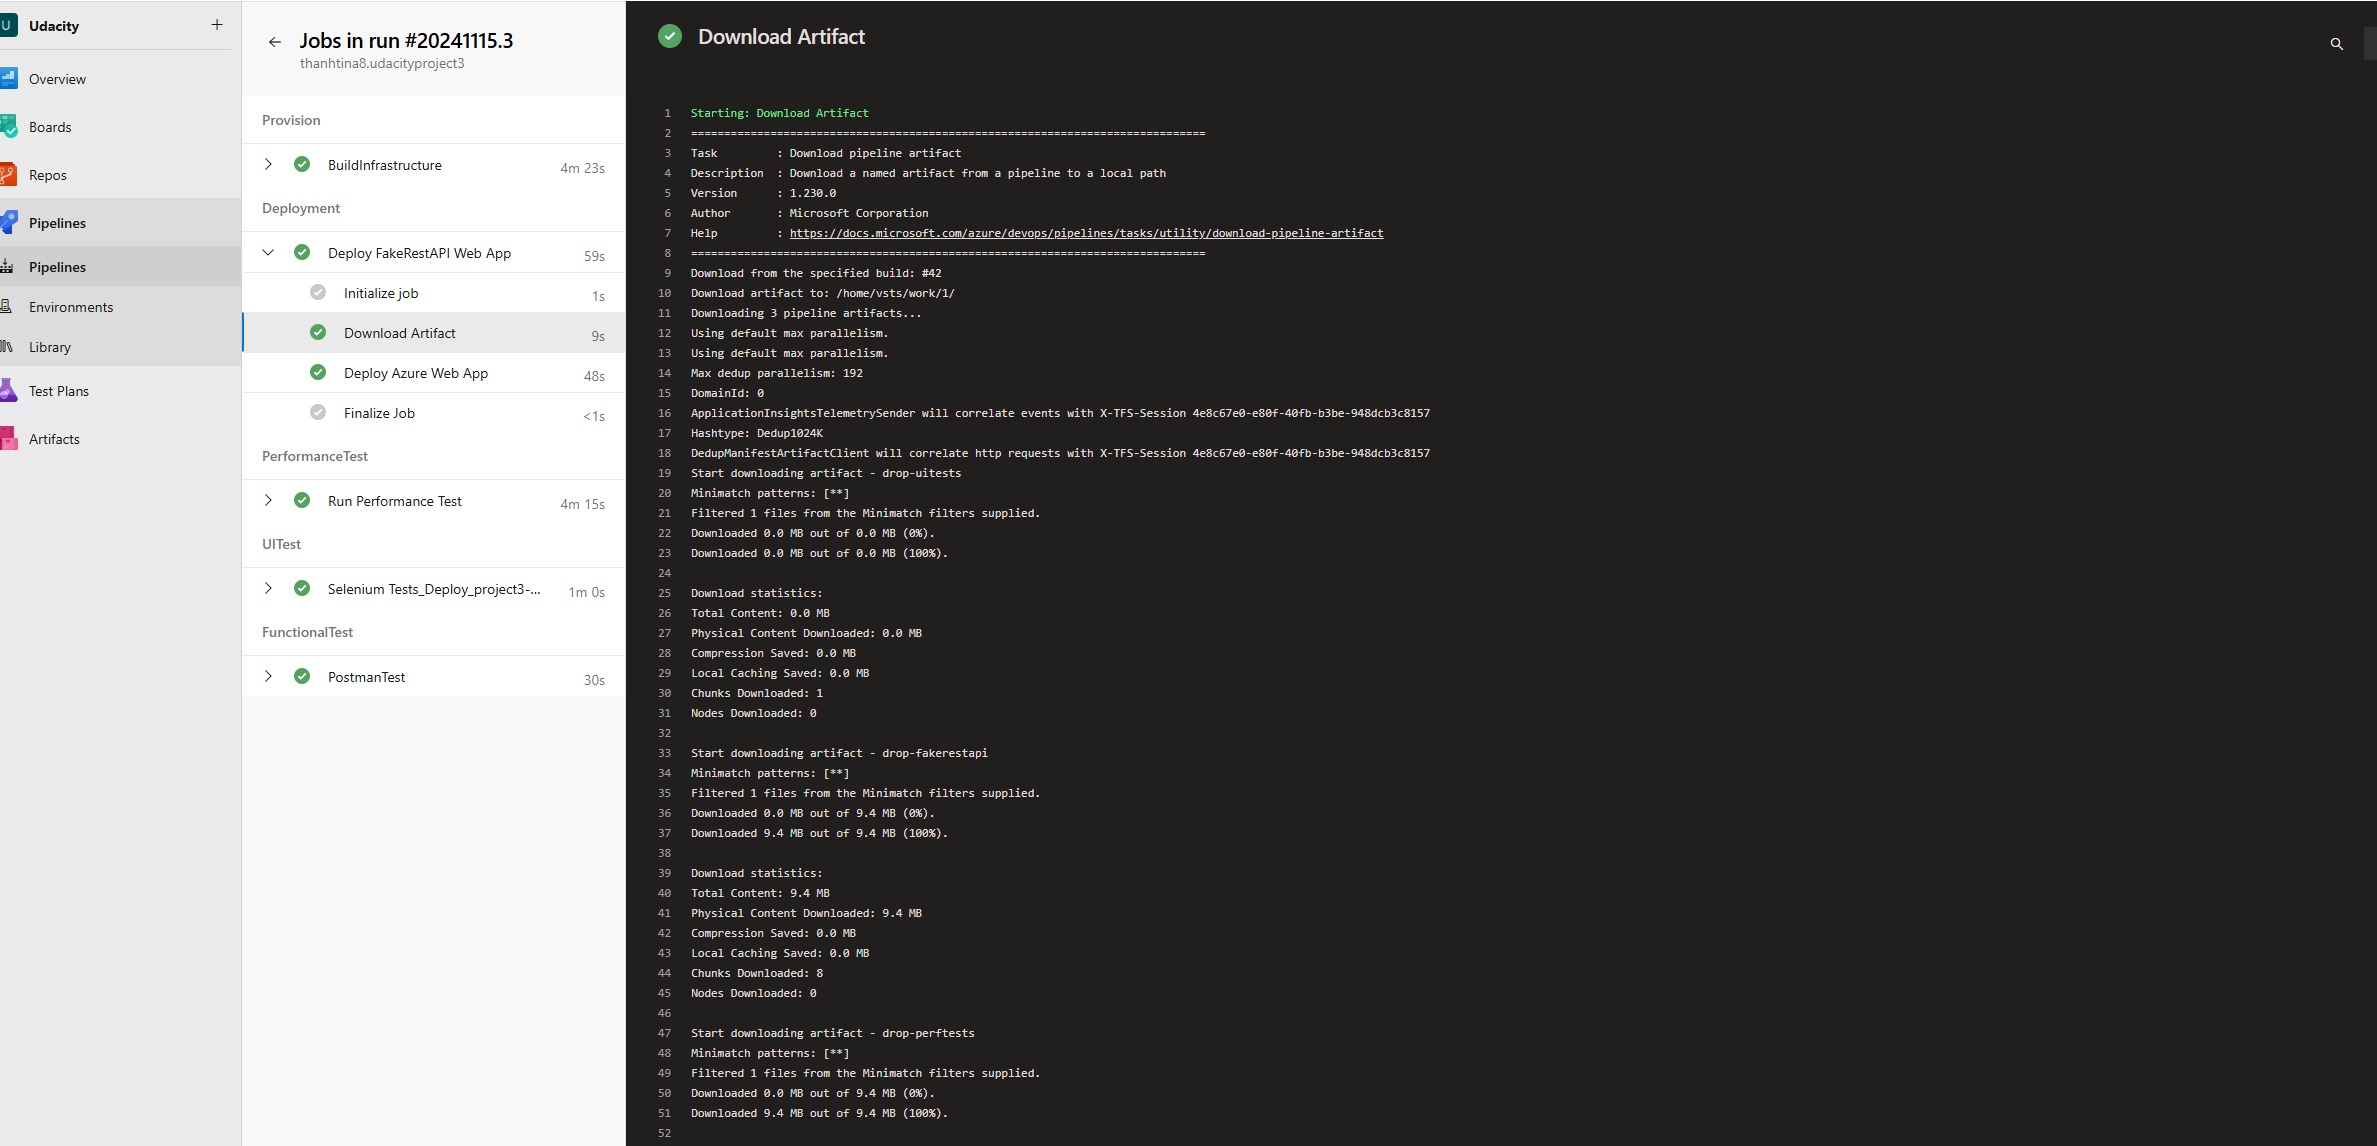 U Udacity +
Overview
Boards
Repos
Pipelines
Pipelines
Environments
Library
Test Plans
Artifacts
Jobs in run #20241115.3
thanhtina8.udacityproject3
Provision
BuildInfrastructure 4m 23s
Deployment
Deploy FakeRestAPI Web App 59s
Initialize job 1s
Download Artifact 9s
Deploy Azure Web App 48s
Finalize Job <1s
PerformanceTest
Run Performance Test 4m 15s
UITest
Selenium Tests_Deploy_project3-... 1m 0s
FunctionalTest
PostmanTest 30s
Download Artifact
1 Starting: Download Artifact
2 ==============================================================================
3 Task         : Download pipeline artifact
4 Description  : Download a named artifact from a pipeline to a local path
5 Version      : 1.230.0
6 Author       : Microsoft Corporation
7 Help         : https://docs.microsoft.com/azure/devops/pipelines/tasks/utility/download-pipeline-artifact
8 ==============================================================================
9 Download from the specified build: #42
10 Download artifact to: /home/vsts/work/1/
11 Downloading 3 pipeline artifacts...
12 Using default max parallelism.
13 Using default max parallelism.
14 Max dedup parallelism: 192
15 DomainId: 0
16 ApplicationInsightsTelemetrySender will correlate events with X-TFS-Session 4e8c67e0-e80f-40fb-b3be-948dcb3c8157
17 Hashtype: Dedup1024K
18 DedupManifestArtifactClient will correlate http requests with X-TFS-Session 4e8c67e0-e80f-40fb-b3be-948dcb3c8157
19 Start downloading artifact - drop-uitests
20 Minimatch patterns: [**]
21 Filtered 1 files from the Minimatch filters supplied.
22 Downloaded 0.0 MB out of 0.0 MB (0%).
23 Downloaded 0.0 MB out of 0.0 MB (100%).
24
25 Download statistics:
26 Total Content: 0.0 MB
27 Physical Content Downloaded: 0.0 MB
28 Compression Saved: 0.0 MB
29 Local Caching Saved: 0.0 MB
30 Chunks Downloaded: 1
31 Nodes Downloaded: 0
32
33 Start downloading artifact - drop-fakerestapi
34 Minimatch patterns: [**]
35 Filtered 1 files from the Minimatch filters supplied.
36 Downloaded 0.0 MB out of 9.4 MB (0%).
37 Downloaded 9.4 MB out of 9.4 MB (100%).
38
39 Download statistics:
40 Total Content: 9.4 MB
41 Physical Content Downloaded: 9.4 MB
42 Compression Saved: 0.0 MB
43 Local Caching Saved: 0.0 MB
44 Chunks Downloaded: 8
45 Nodes Downloaded: 0
46
47 Start downloading artifact - drop-perftests
48 Minimatch patterns: [**]
49 Filtered 1 files from the Minimatch filters supplied.
50 Downloaded 0.0 MB out of 9.4 MB (0%).
51 Downloaded 9.4 MB out of 9.4 MB (100%).
52